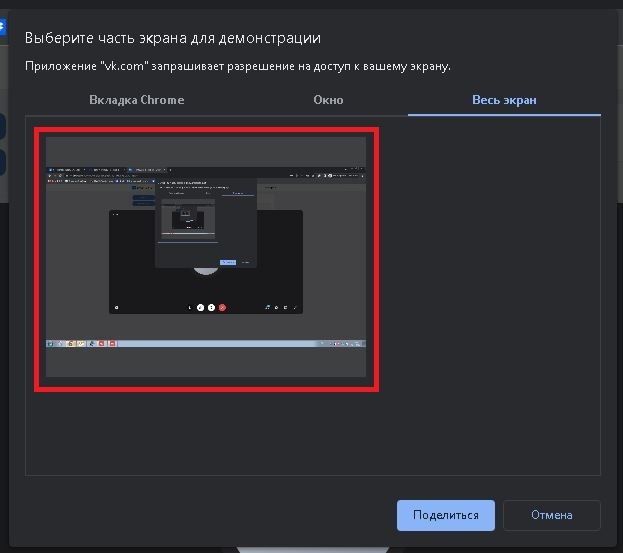 Выберите часть экрана для демонстрации
Приложение "vk.com" запрашивает разрешение на доступ к вашему экрану.
Вкладка Chrome
Окно
Весь экран
Поделиться
Отмена